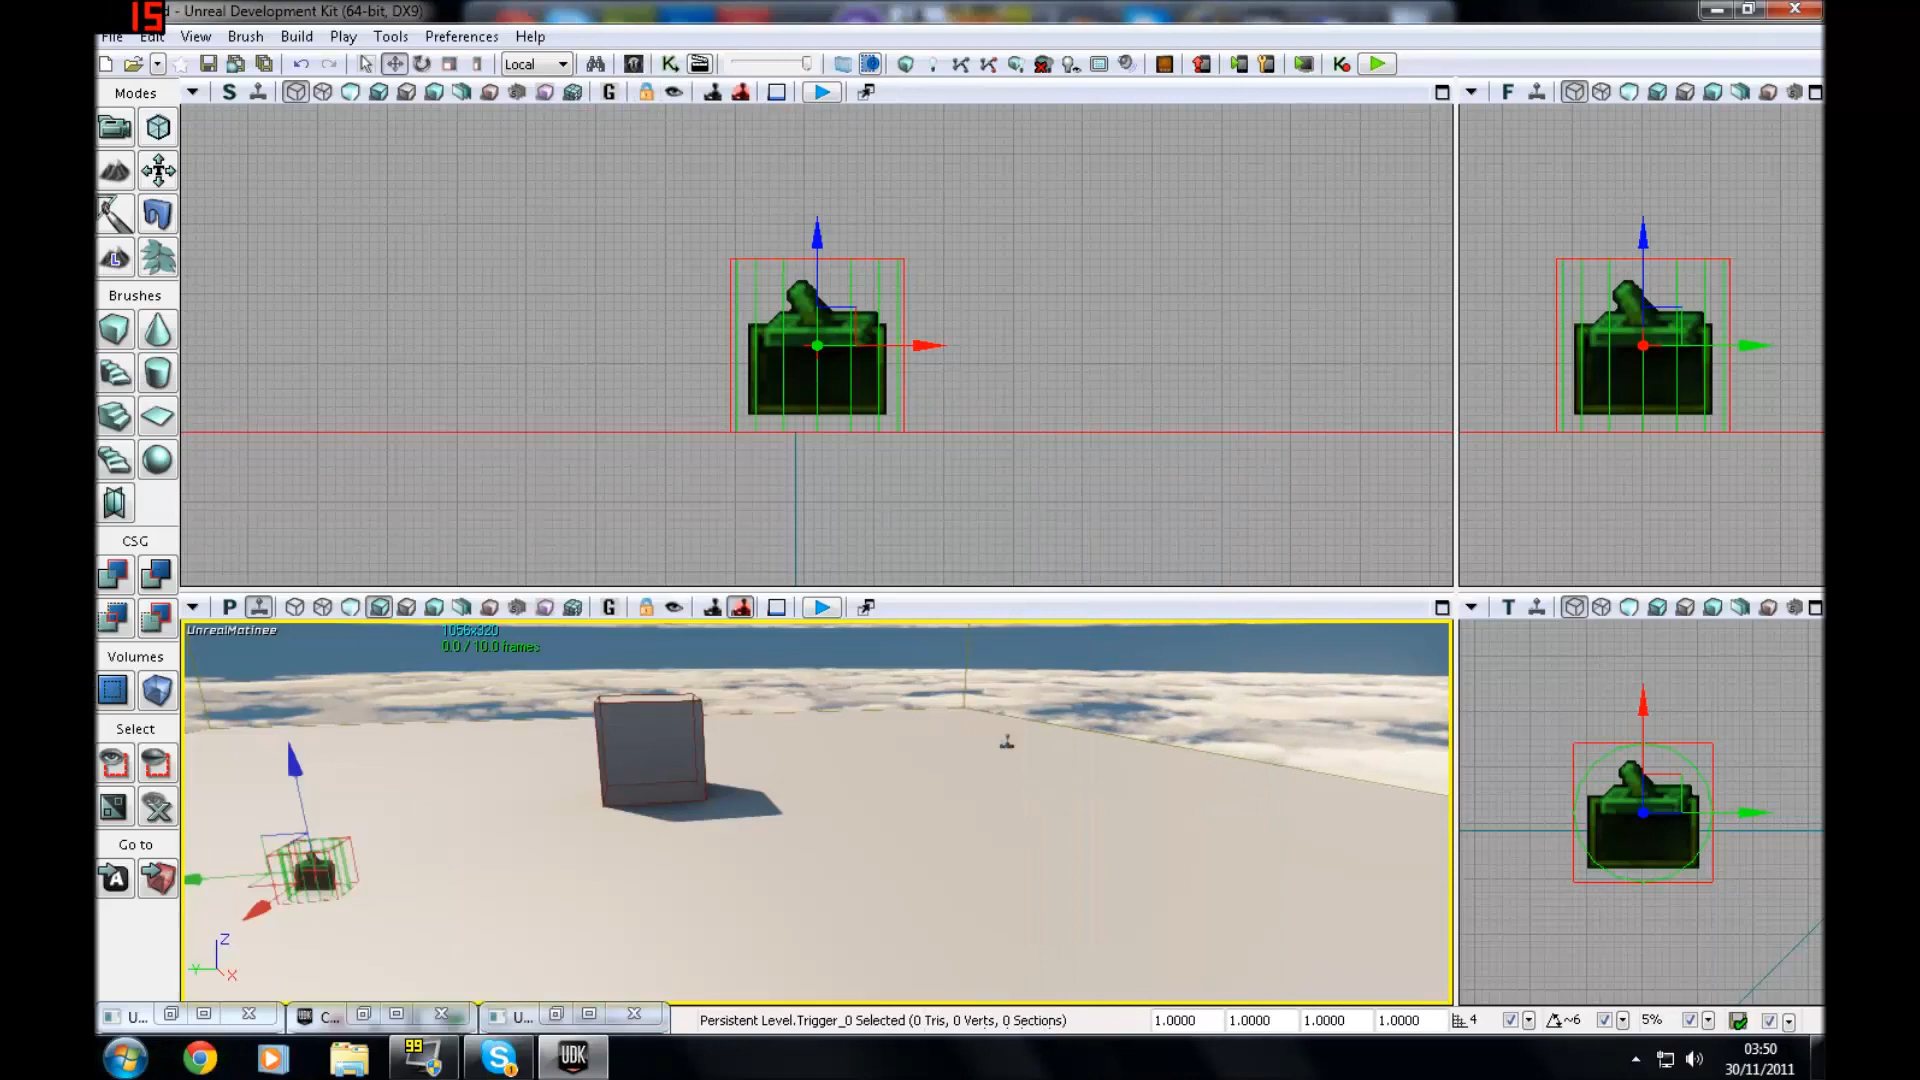 15
d - Unreal Development Kit (64-bit, DX9)
File Edit View Brush Build Play Tools Preferences Help
Local
Modes
S G F
Brushes
CSG
P G T
UnrealMatinee
1056x320
0.0 / 10.0 frames
Volumes
Select
Go to
Z
Y X
U... C... U... Persistent Level.Trigger_0 Selected (0 Tris, 0 Verts, 0 Sections) 1.0000 1.0000 1.0000 1.0000 4 ~6 5%
99 UDK
1
03:50
30/11/2011